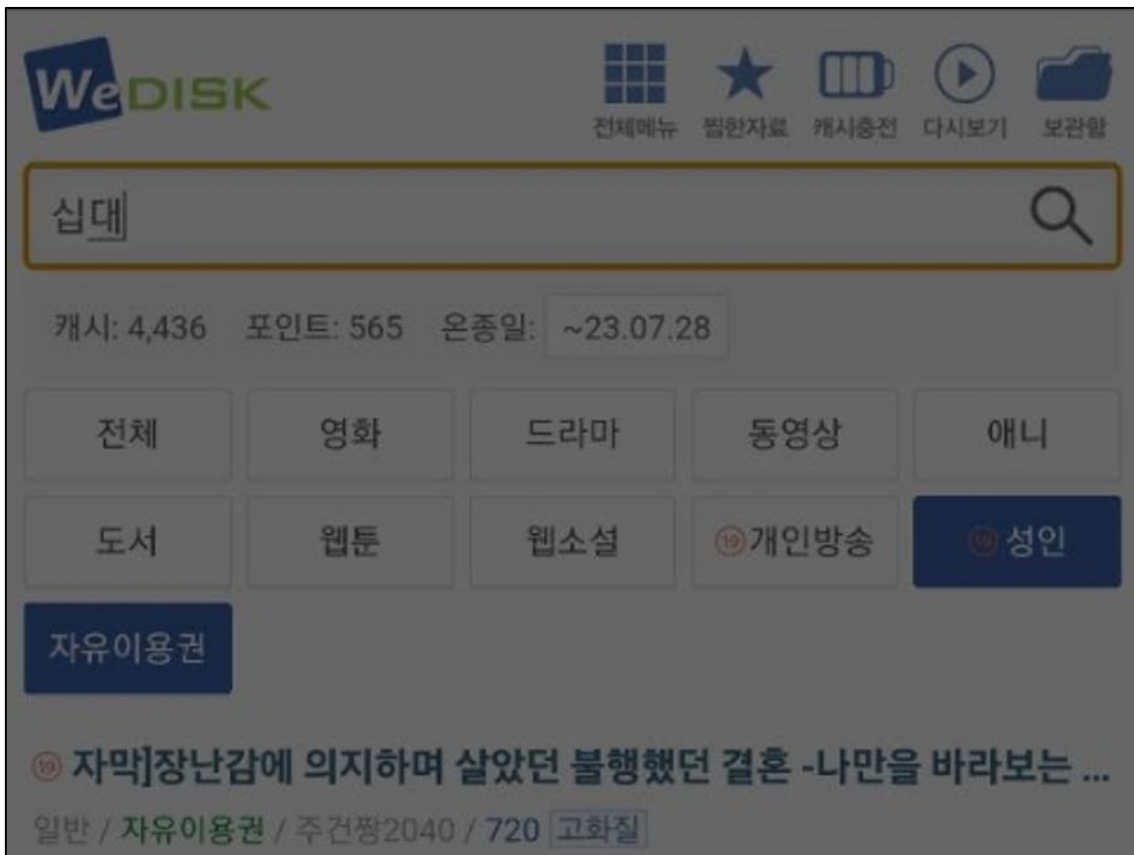 WeDISK
전체메뉴 찜한자료 캐시충전 다시보기 보관함
십대
캐시: 4,436 포인트: 565 온종일: ~23.07.28
전체 영화 드라마 동영상 애니
도서 웹툰 웹소설 19개인방송 19 성인
자유이용권
19 자막]장난감에 의지하며 살았던 불행했던 결혼 -나만을 바라보는 ...
일반 / 자유이용권 / 주건짱2040 / 720 고화질